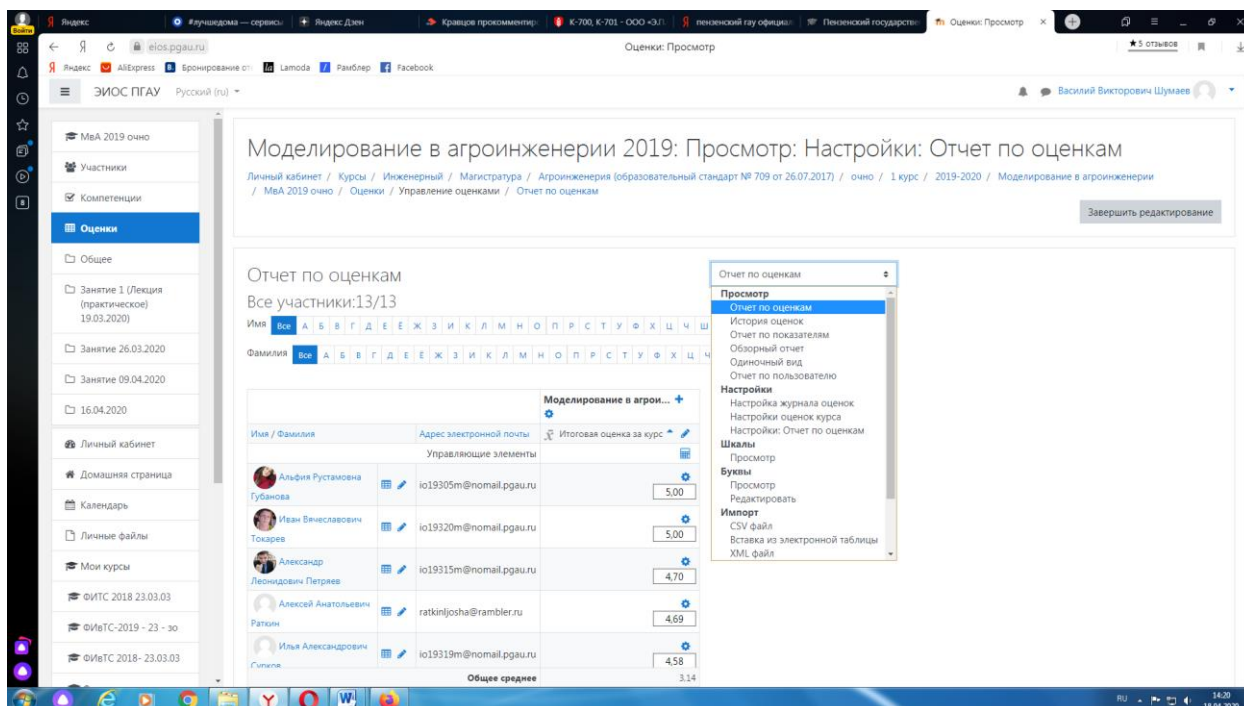 Войти
Яндекс
#лучшедома — сервисы
Яндекс Дзен
Кравцов прокомментир
К-700, К-701 - ООО «Э.П.
пензенский гау официал
Пензенский государстве
Оценки: Просмотр
eios.pgau.ru
Оценки: Просмотр
★5 отзывов
Яндекс
AliExpress
Бронирование от
Lamoda
Рамблер
Facebook
ЭИОС ПГАУ Русский (ru)
Василий Викторович Шумаев
МвА 2019 очно
Участники
Компетенции
Оценки
Общее
Занятие 1 (Лекция
(практическое)
19.03.2020)
Занятие 26.03.2020
Занятие 09.04.2020
16.04.2020
Личный кабинет
Домашняя страница
Календарь
Личные файлы
Мои курсы
ФИТС 2018 23.03.03
ФИвТС-2019 - 23 - зо
ФИвТС 2018- 23.03.03
Моделирование в агроинженерии 2019: Просмотр: Настройки: Отчет по оценкам
Личный кабинет / Курсы / Инженерный / Магистратура / Агроинженерия (образовательный стандарт № 709 от 26.07.2017) / очно / 1 курс / 2019-2020 / Моделирование в агроинженерии
/ МвА 2019 очно / Оценки / Управление оценками / Отчет по оценкам
Завершить редактирование
Отчет по оценкам
Все участники:13/13
Имя Все А Б В Г Д Е Ё Ж З И К Л М Н О П Р С Т У Ф Х Ц Ч Ш
Фамилия Все А Б В Г Д Е Ё Ж З И К Л М Н О П Р С Т У Ф Х Ц Ч
Моделирование в агрои...
Имя / Фамилия Адрес электронной почты Итоговая оценка за курс
Управляющие элементы
Альфия Рустамовна
Губанова
io19305m@nomail.pgau.ru
5,00
Иван Вячеславович
Токарев
io19320m@nomail.pgau.ru
5,00
Александр
Леонидович Петряев
io19315m@nomail.pgau.ru
4,70
Алексей Анатольевич
Раткин
ratkinljosha@rambler.ru
4,69
Илья Александрович
Сурков
io19319m@nomail.pgau.ru
4,58
Общее среднее 3,14
Отчет по оценкам
Просмотр
Отчет по оценкам
История оценок
Отчет по показателям
Обзорный отчет
Одиночный вид
Отчет по пользователю
Настройки
Настройка журнала оценок
Настройки оценок курса
Настройки: Отчет по оценкам
Шкалы
Просмотр
Буквы
Просмотр
Редактировать
Импорт
CSV файл
Вставка из электронной таблицы
XML файл
RU
14:20
18.04.2020